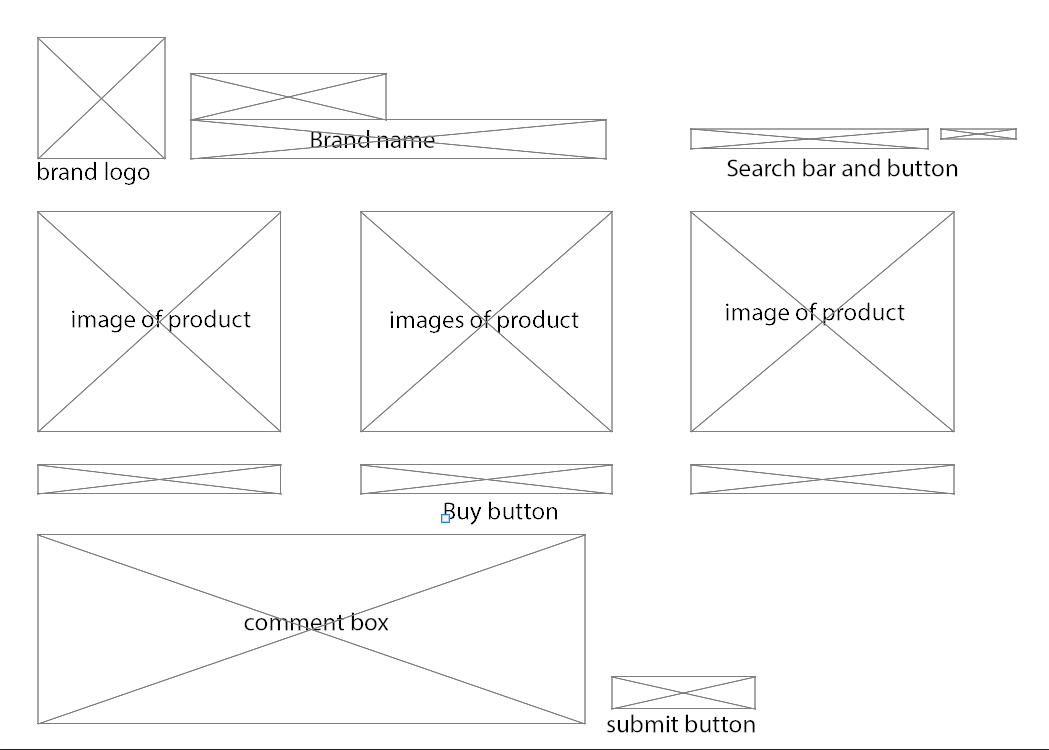 Brand name
brand logo
Search bar and button
image of product
images of product
image of product
Buy button
comment box
submit button